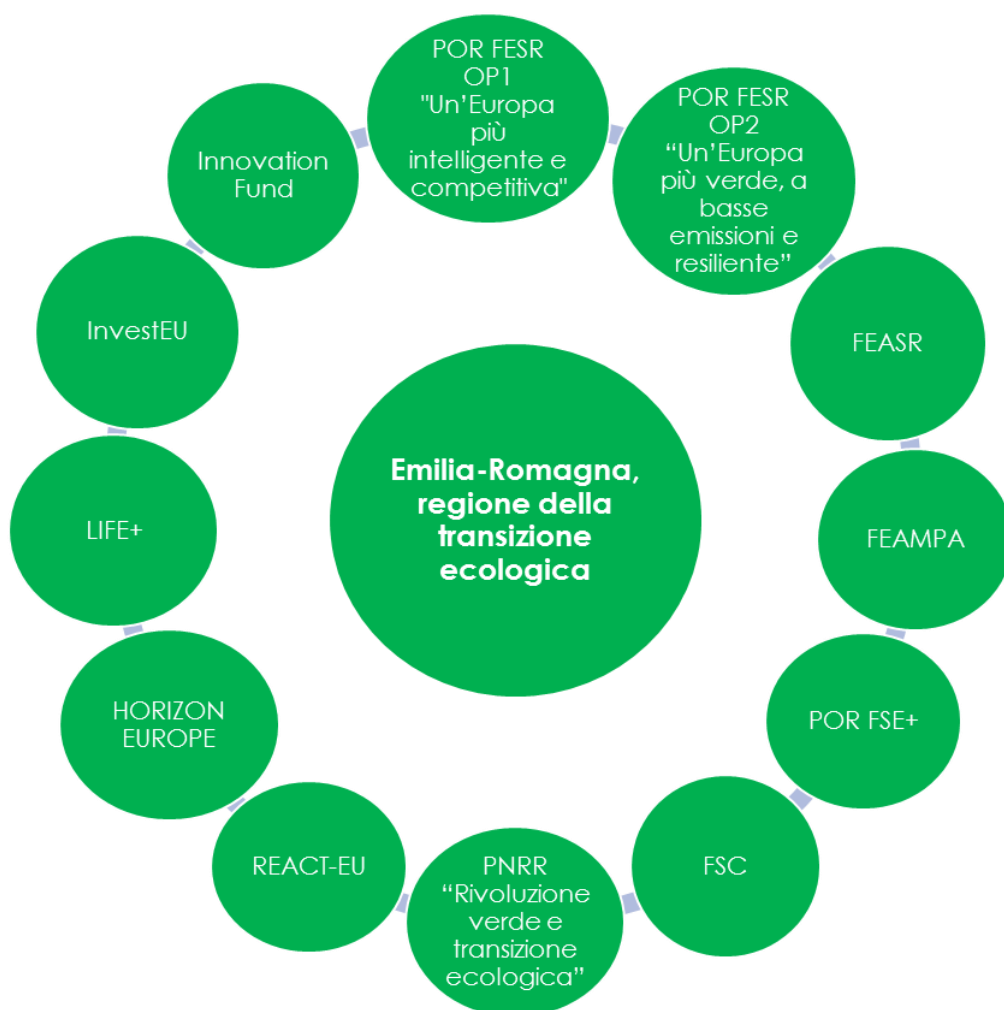 POR FESR
OP1
"Un'Europa
più
intelligente e
competitiva"
POR FESR
OP2
“Un’Europa
più verde, a
basse
emissioni e
resiliente”
FEASR
FEAMPA
POR FSE+
FSC
PNRR
“Rivoluzione
verde e
transizione
ecologica”
REACT-EU
HORIZON
EUROPE
LIFE+
InvestEU
Innovation
Fund
Emilia-Romagna,
regione della
transizione
ecologica